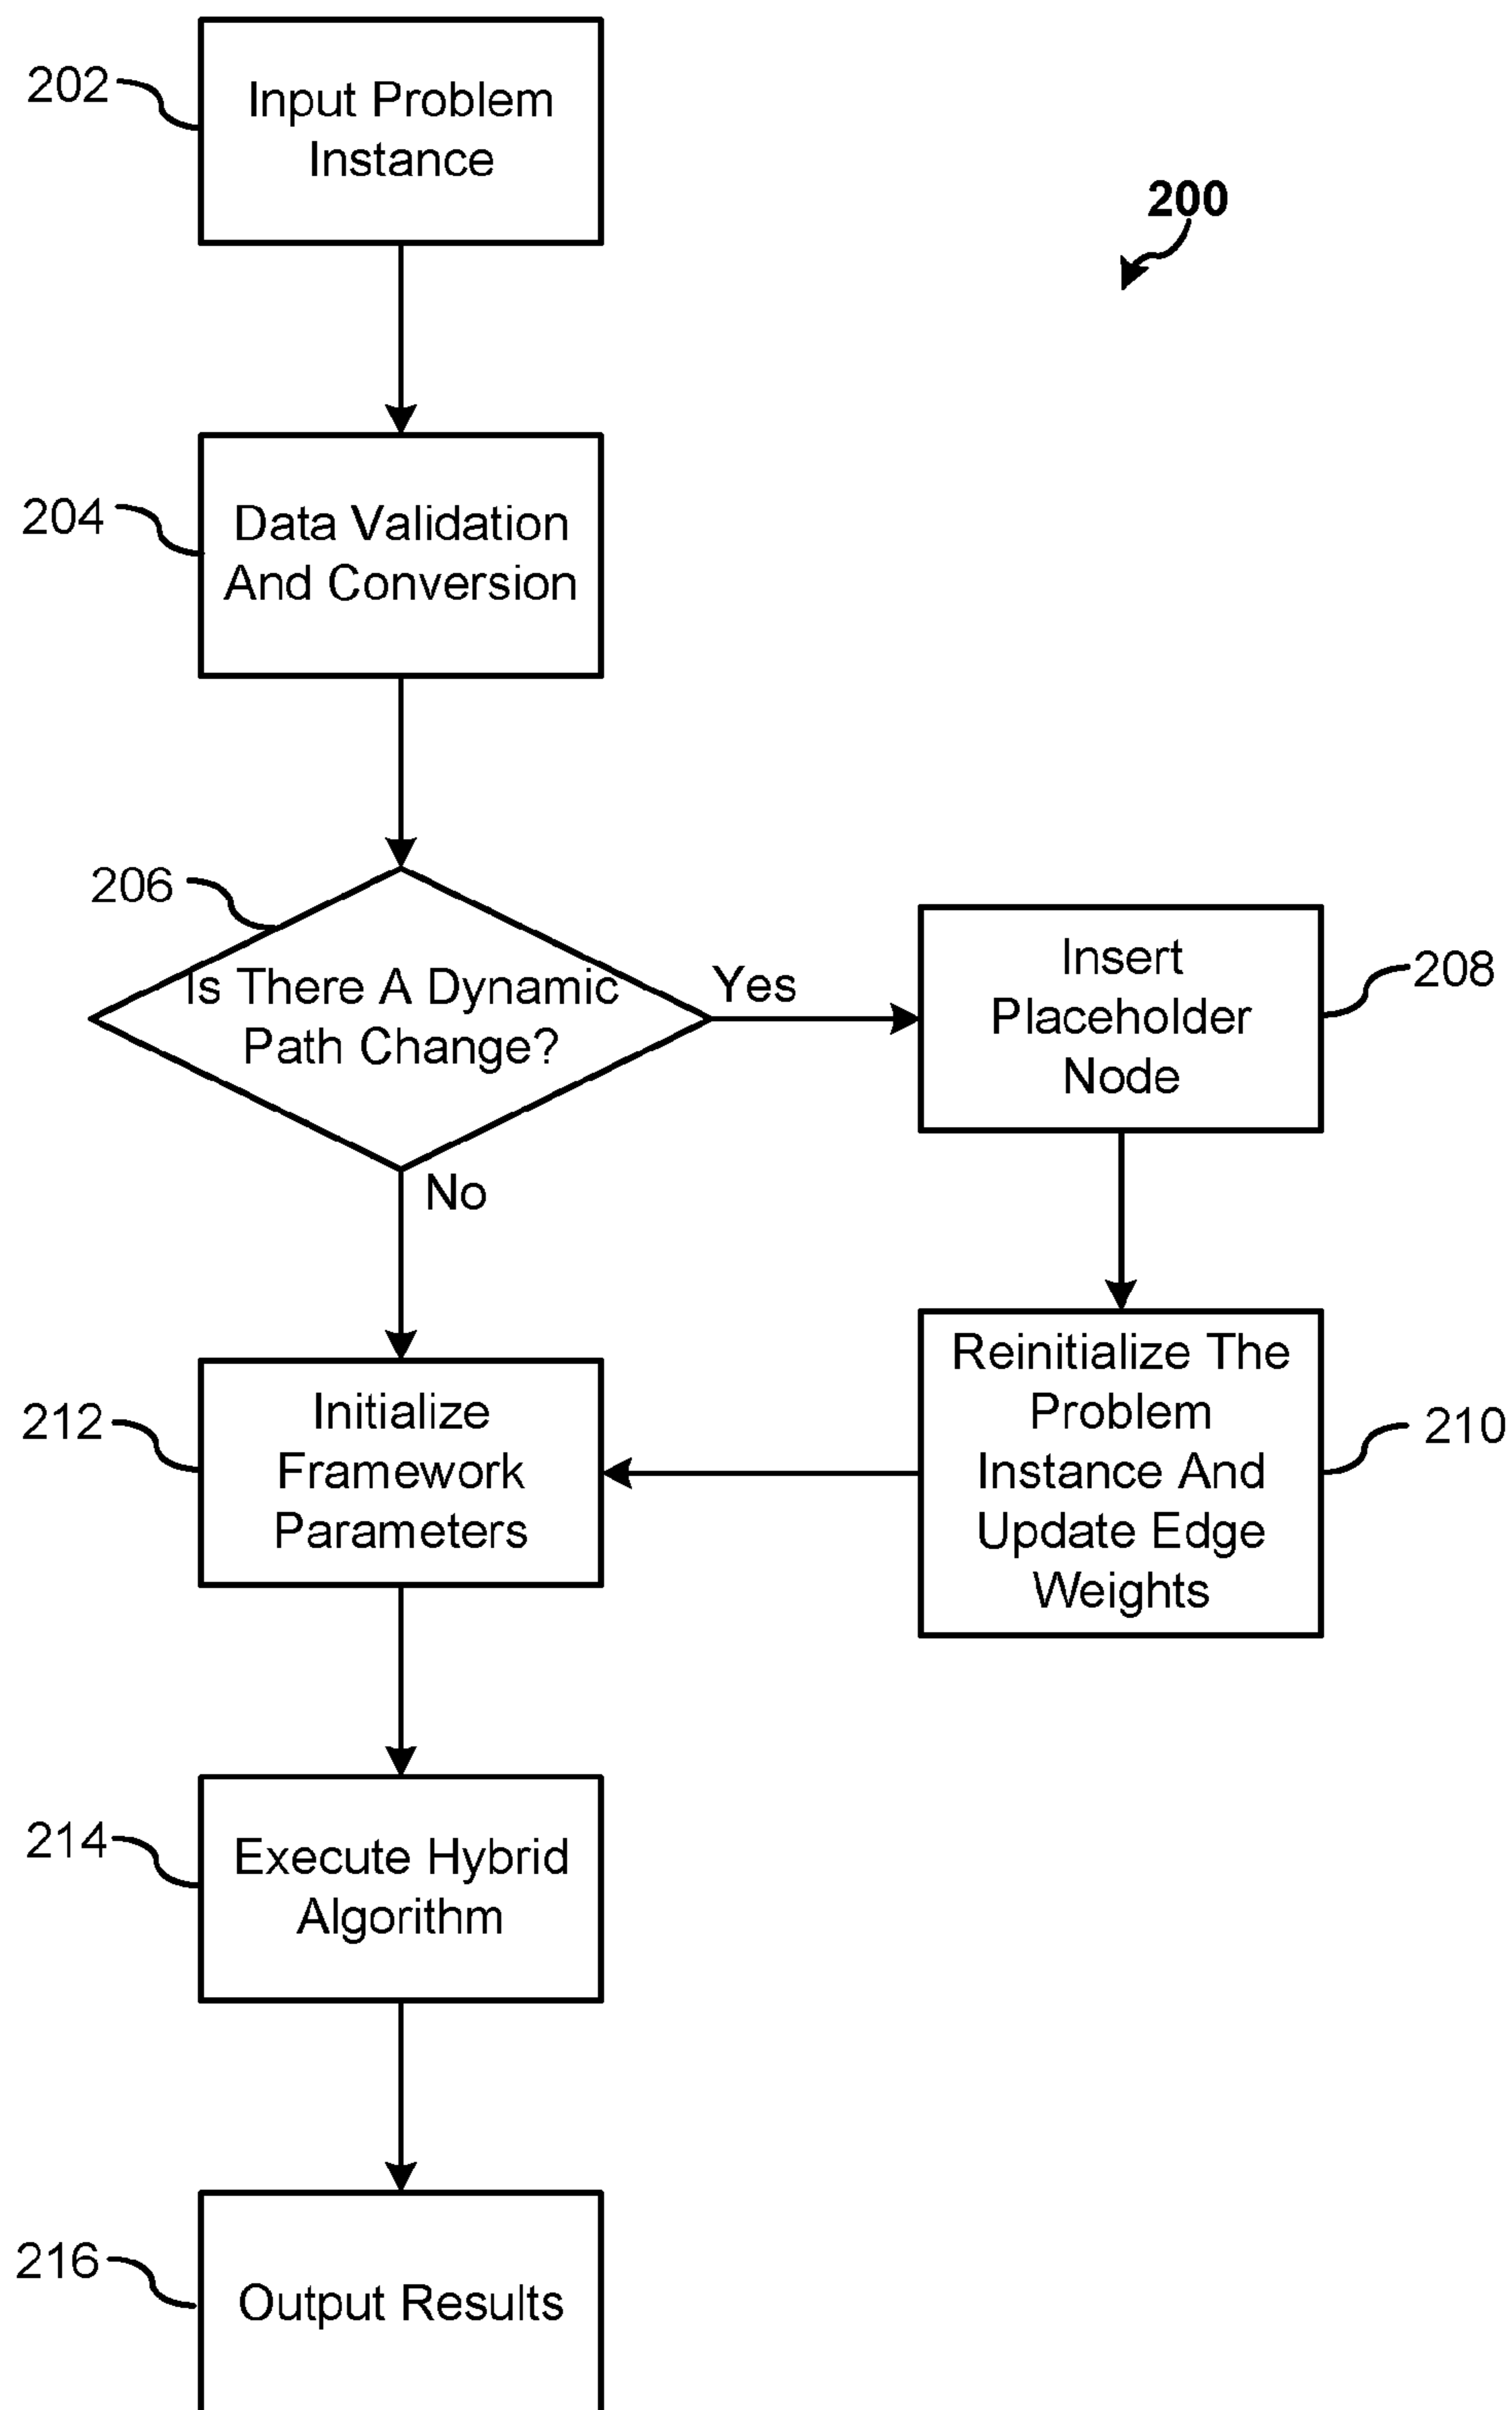 202
Input Problem
Instance
200
204
Data Validation
And Conversion
206
Is There A Dynamic
Path Change?
Yes
No
Insert
Placeholder
Node
208
Reinitialize The
Problem
Instance And
Update Edge
Weights
210
212
Initialize
Framework
Parameters
214
Execute Hybrid
Algorithm
216
Output Results